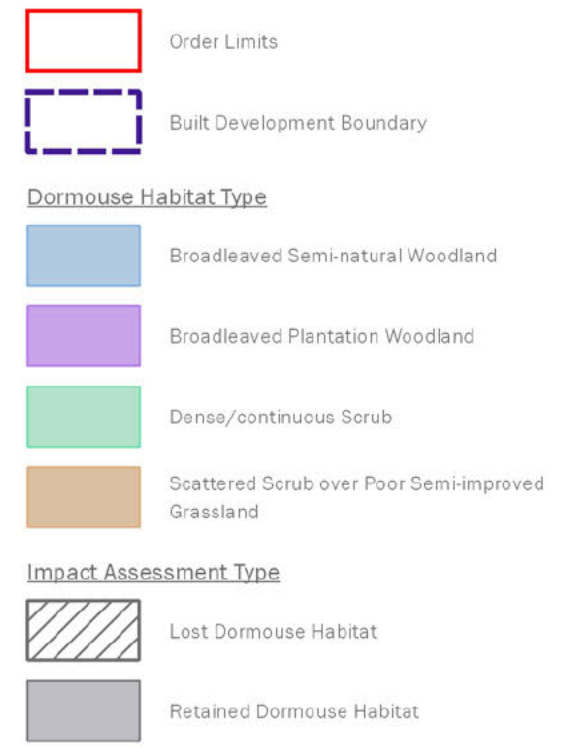 Order Limits
Built Development Boundary
Dormouse Habitat Type
Broadleaved Semi-natural Woodland
Broadleaved Plantation Woodland
Dense/continuous Scrub
Scattered Scrub over Poor Semi-improved
Grassland
Impact Assessment Type
Lost Dormouse Habitat
Retained Dormouse Habitat